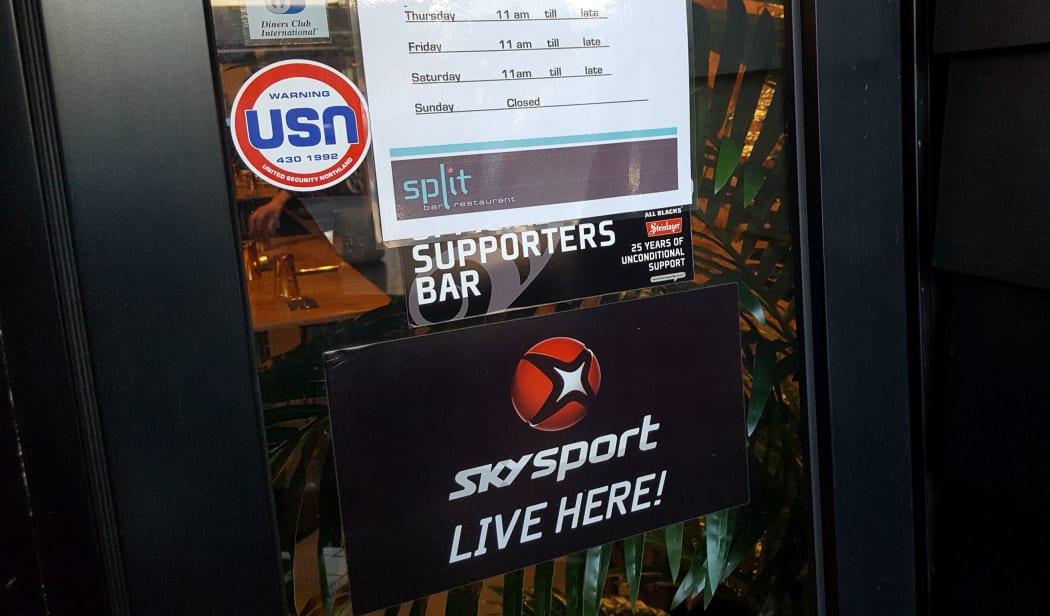 Diners Club
International
Thursday 11 am till late
Friday 11 am till late
Saturday 11am till late
Sunday Closed
WARNING
USN
430 1992
UNITED SECURITY NORTHLAND
split
bar restaurant
SUPPORTERS
BAR
ALL BLACKS
Steinlager
25 YEARS OF
UNCONDITIONAL
SUPPORT
SKY sport
LIVE HERE!